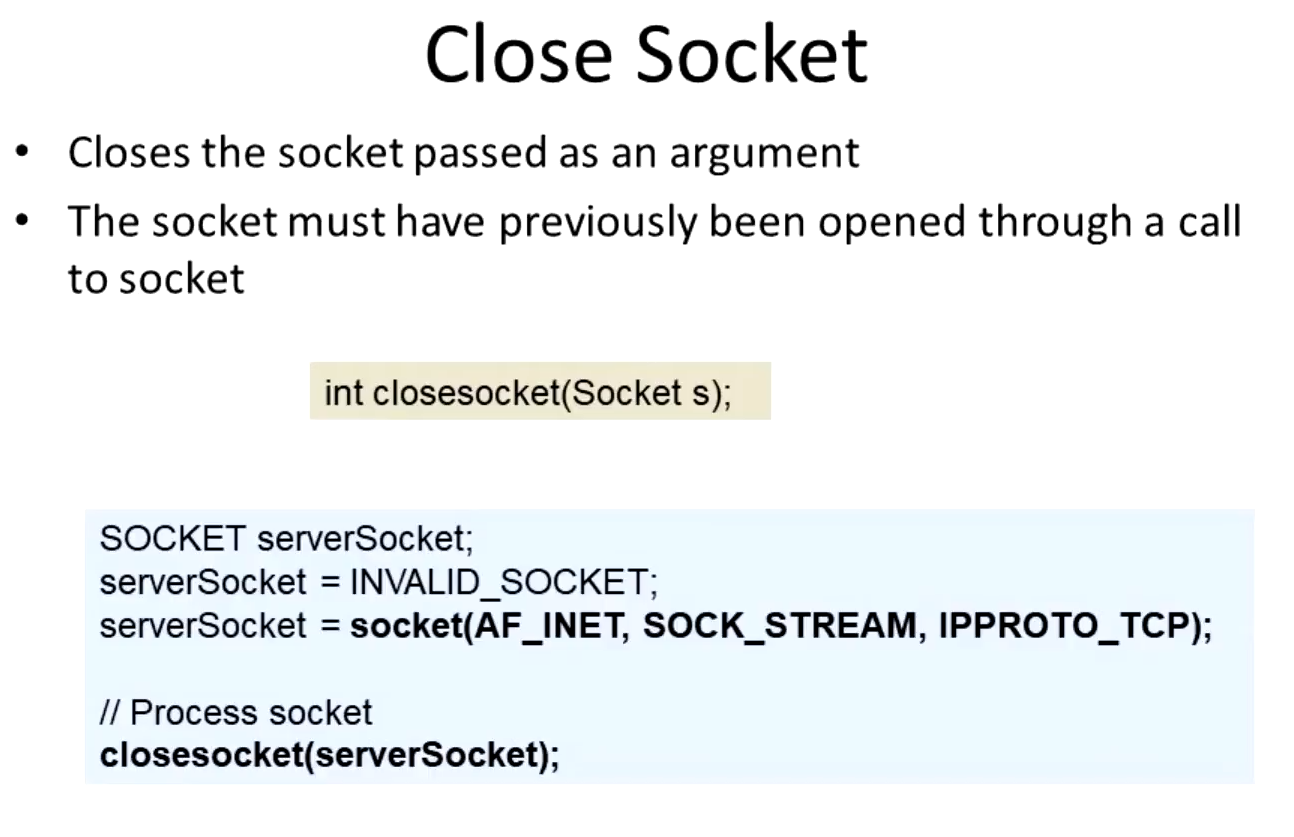 Close Socket
• Closes the socket passed as an argument
• The socket must have previously been opened through a call
to socket
int closesocket(Socket s);
SOCKET serverSocket;
serverSocket = INVALID_SOCKET;
serverSocket = socket(AF_INET, SOCK_STREAM, IPPROTO_TCP);
// Process socket
closesocket(serverSocket);